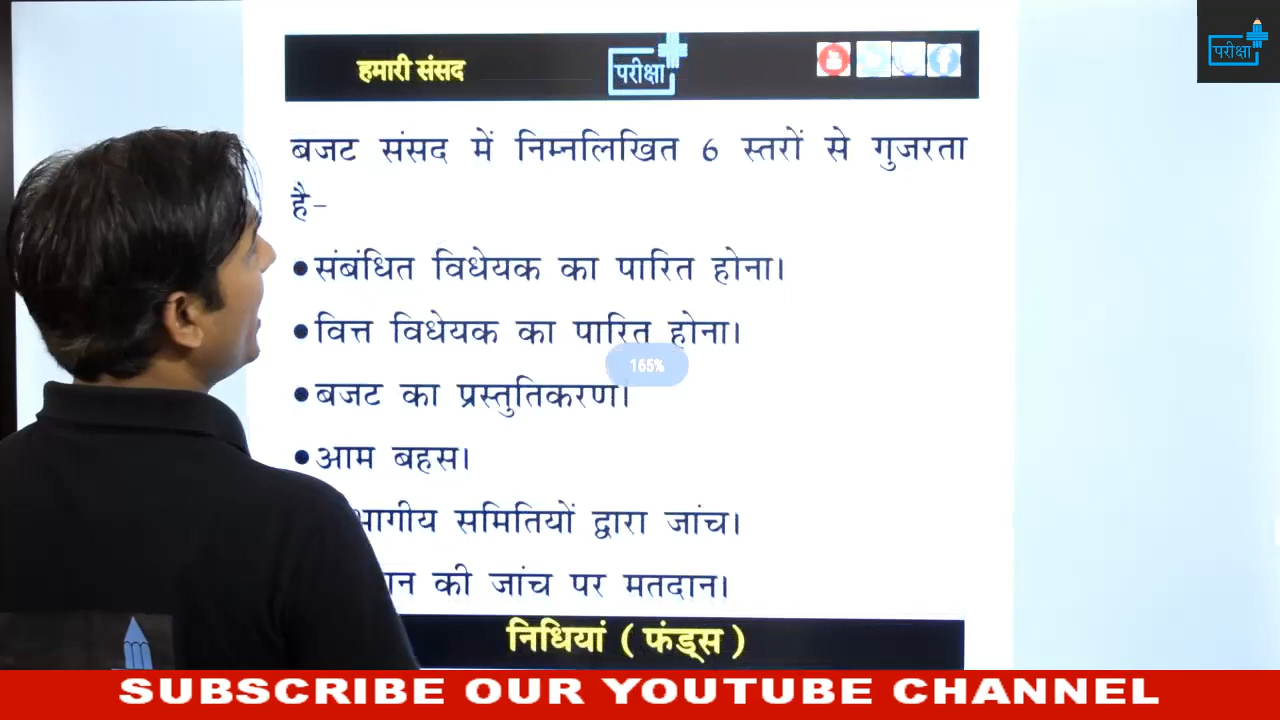 हमारी संसद
परीक्षा
परीक्षा
बजट संसद में निम्नलिखित 6 स्तरों से गुजरता
है-
•संबंधित विधेयक का पारित होना।
•वित्त विधेयक का पारित होना।
165%
•बजट का प्रस्तुतिकरण।
•आम बहस।
समितियों द्वारा जांच।
की जांच पर मतदान।
निधियां ( फंड्स )
SUBSCRIBE OUR YOUTUBE CHANNEL